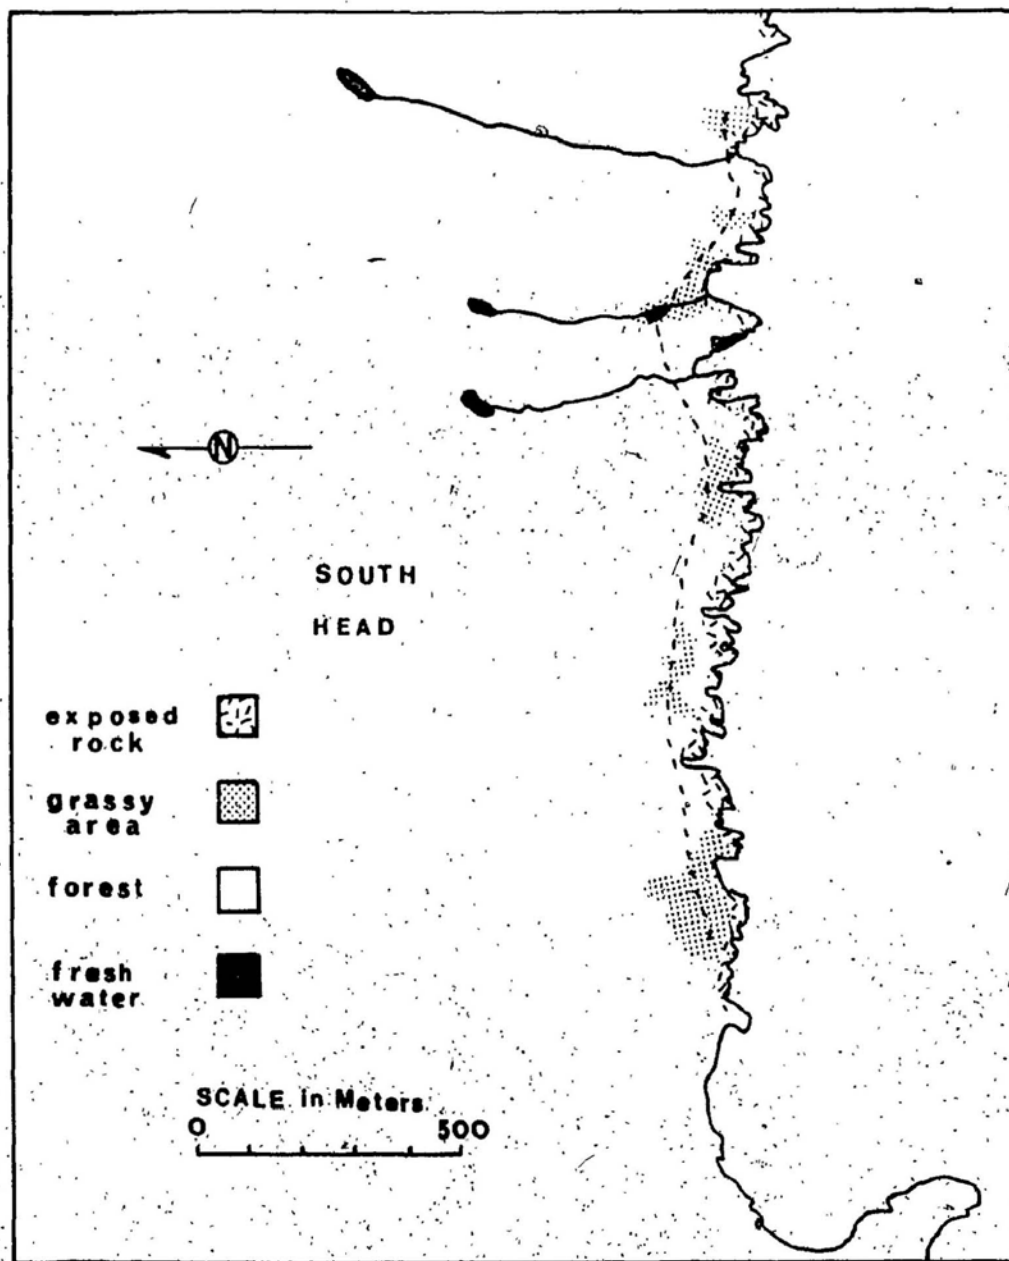 N
SOUTH
HEAD
exposed
rock
grassy
area
forest
fresh
water
SCALE in Meters
0 500